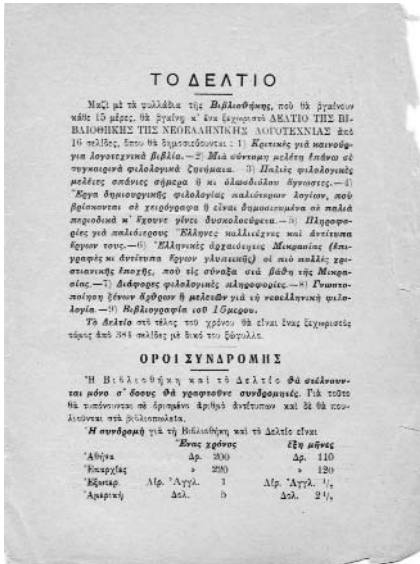 ΤΟ ΔΕΛΤΙΟ
Μαζὶ μὲ τὰ φυλλάδια τῆς Βιβλιοθήκης, ποὺ θὰ βγαίνουν
κάθε 15 μέρες, θὰ βγαίνη κ' ἕνα ξεχωριστὸ ΔΕΛΤΙΟ ΤΗΣ ΒΙ-
ΒΛΙΟΘΗΚΗΣ ΤΗΣ ΝΕΟΕΛΛΗΝΙΚΗΣ ΛΟΓΟΤΕΧΝΙΑΣ ἀπὸ
16 σελίδες, ὅπου θὰ δημοσιεύουνται : 1) Κριτικὲς γιὰ καινούρ-
για λογοτεχνικὰ βιβλία.—2) Μιὰ σύντομη μελέτη ἐπάνω σὲ
συγκαιρινὰ φιλολογικὰ ζητήματα. 3) Παλιὲς φιλολογικὲς
μελέτες σπάνιες σήμερα ἢ κι ὁλωσδιόλου ἄγνωστες.—4)
Ἔργα δημιουργικῆς φιλολογίας παλιότερων λογίων, ποὺ
βρίσκονται σὲ χειρόγραφα ἢ εἶναι δημοσιευμένα σὲ παλιὰ
περιοδικὰ κ' ἔχουνε γίνει δυσκολοεύρετα.—5) Πληροφο-
ρίες γιὰ παλιότερους Ἕλληνες καλλιτέχνες καὶ ἀντίτυπα
ἔργων τους.—6) Ἑλληνικὲς ἀρχαιότητες Μικρασίας (ἐπι-
γραφὲς κι ἀντίτυπα ἔργων γλυπτικῆς) οἱ πιὸ πολλὲς χρι-
στιανικῆς ἐποχῆς, ποὺ τὶς σύναξα στὰ βάθη τῆς Μικρα-
σίας.—7) Διάφορες φιλολογικὲς πληροφορίες.—8) Γνωστο-
ποίηση ξένων ἄρθρων ἢ μελετῶν γιὰ τὴ νεοελληνικὴ φιλο-
λογία.—9) Βιβλιογραφία τοῦ 15μερου.
Τὸ Δελτίο στὸ τέλος τοῦ χρόνου θὰ εἶναι ἕνας ξεχωριστὸς
τόμος ἀπὸ 384 σελίδες μὲ δικό του ξώφυλλο.
ΟΡΟΙ ΣΥΝΔΡΟΜΗΣ
Ἡ Βιβλιοθήκη καὶ τὸ Δελτίο θὰ στέλνουν-
ται μόνο σ' ὅσους θὰ γραφτοῦνε συνδρομητές. Γιὰ τοῦτο
θὰ τυπώνουνται σὲ ὁρισμένο ἀριθμὸ ἀντίτυπων καὶ δὲ θὰ που-
λιοῦνται στὰ βιβλιοπωλεῖα.
Ἡ συνδρομὴ γιὰ τὴ Βιβλιοθήκη καὶ τὸ Δελτίο εἶναι
Ἕνας χρόνος ἕξη μῆνες
Ἀθήνα Δρ. 200 Δρ. 110
Ἐπαρχίες » 220 » 120
Ἐξωτερ. Λίρ. Ἀγγλ. 1 Λίρ. Ἀγγλ. ¹/₂
Ἀμερική Δολ. 5 Δολ. 2¹/₂